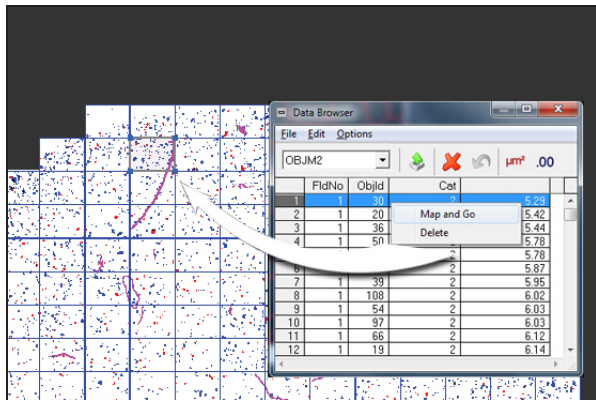 Data Browser
File Edit Options
OBJM2 µm² .00
FldNo ObjId Cat
1 1 30 2 5.29
2 1 20 5.42
3 1 36 5.44
4 1 50 5.78
2 5.78
6 2 5.87
7 1 39 2 5.95
8 1 108 2 6.02
9 1 54 2 6.03
10 1 97 2 6.03
11 1 66 2 6.12
12 1 19 2 6.14
Map and Go
Delete